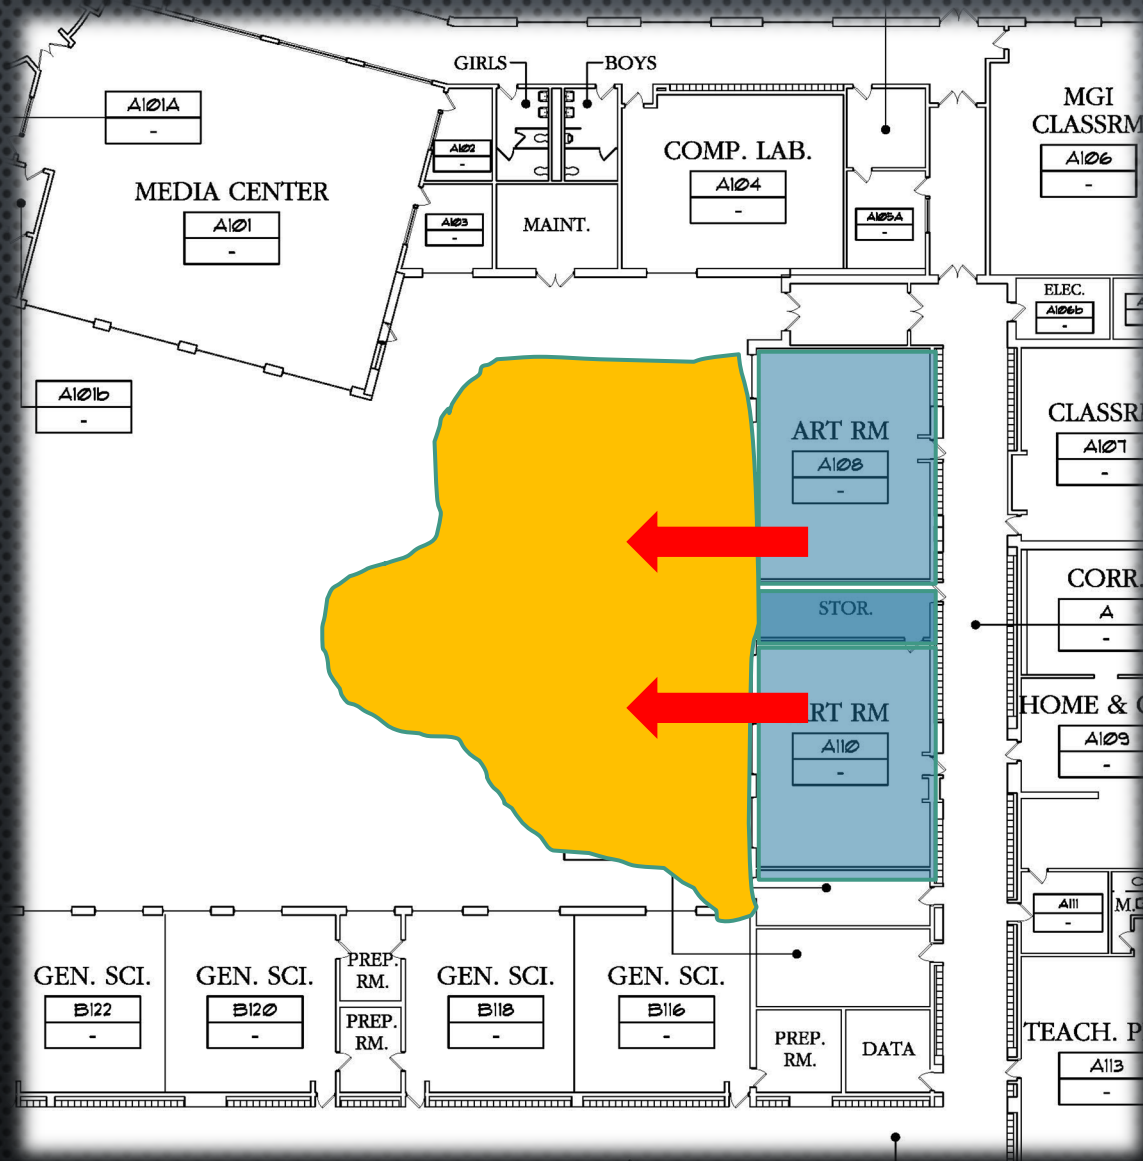 GIRLS
BOYS
A101A
-
MEDIA CENTER
A101
-
A102
-
A103
-
MAINT.
COMP. LAB.
A104
-
A105A
-
MGI
CLASSRM
A106
-
ELEC.
A106b
-
A101b
-
ART RM
A108
-
CLASSR
A107
-
STOR.
CORR.
A
-
RT RM
A110
-
HOME &
A109
-
A111
-
M.
GEN. SCI.
B122
-
GEN. SCI.
B120
-
PREP.
RM.
PREP.
RM.
GEN. SCI.
B118
-
GEN. SCI.
B116
-
PREP.
RM.
DATA
TEACH. P
A113
-